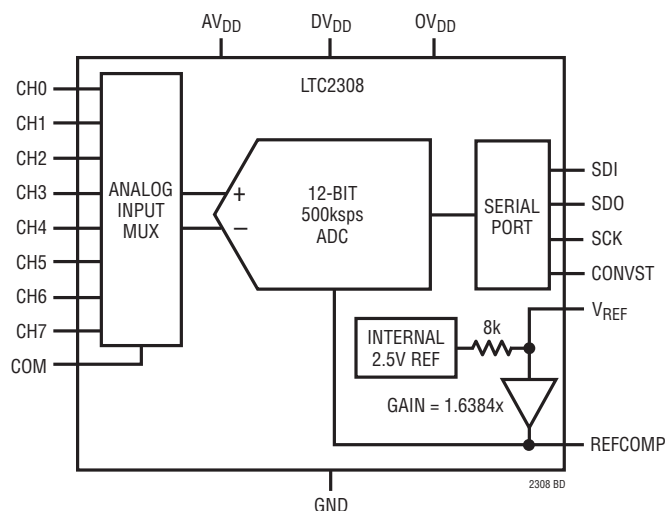 AVDD DVDD OVDD
LTC2308
CH0
CH1
CH2
CH3
CH4
CH5
CH6
CH7
COM
ANALOG
INPUT
MUX
+
−
12-BIT
500ksps
ADC
SERIAL
PORT
SDI
SDO
SCK
CONVST
VREF
INTERNAL
2.5V REF
8k
GAIN = 1.6384x
REFCOMP
2308 BD
GND